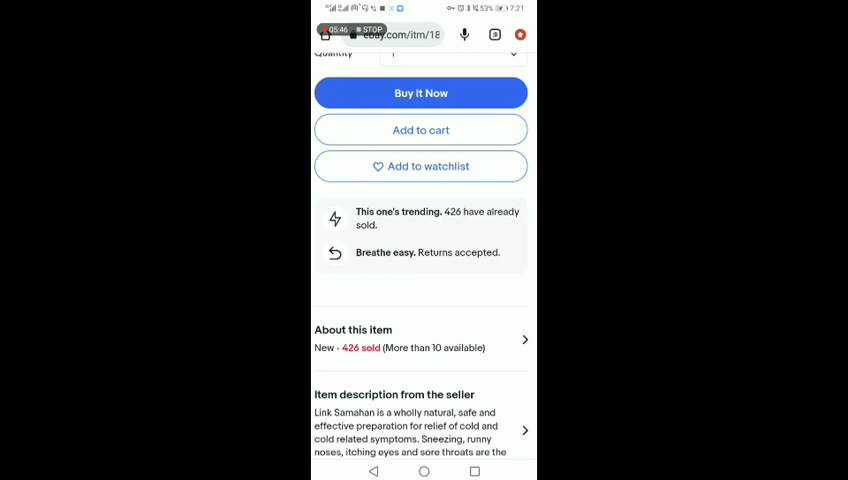 53% 7:21
05:46 STOP
ebay.com/itm/18
Quantity 1
Buy It Now
Add to cart
Add to watchlist
This one's trending. 426 have already
sold.
Breathe easy. Returns accepted.
About this item
New - 426 sold (More than 10 available)
Item description from the seller
Link Samahan is a wholly natural, safe and
effective preparation for relief of cold and
cold related symptoms. Sneezing, runny
noses, itching eyes and sore throats are the